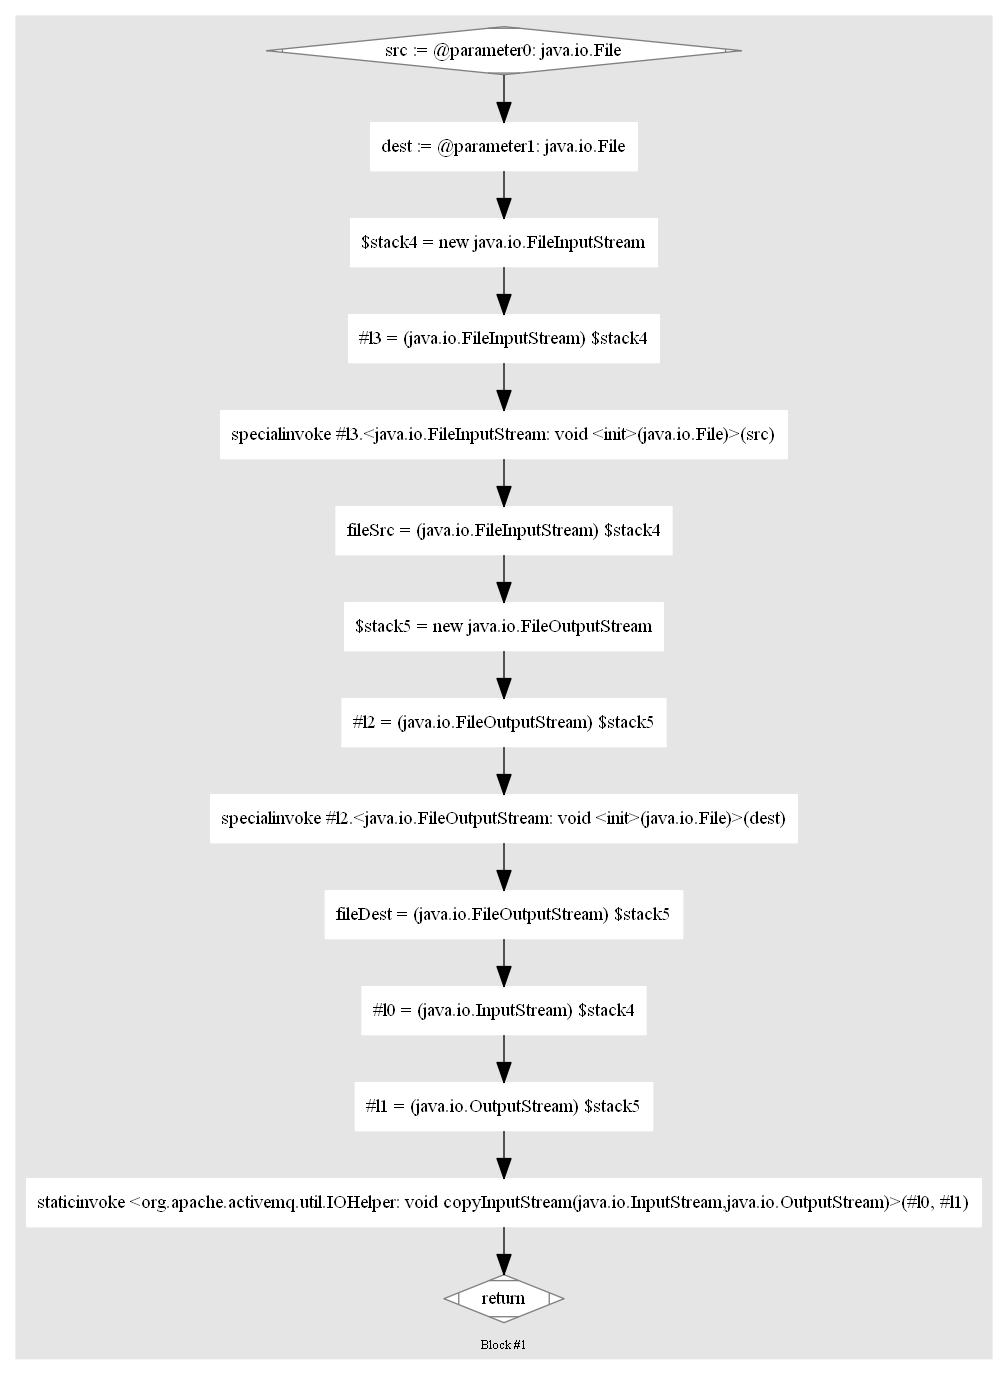 src := @parameter0: java.io.File
dest := @parameter1: java.io.File
$stack4 = new java.io.FileInputStream
#l3 = (java.io.FileInputStream) $stack4
specialinvoke #l3.<java.io.FileInputStream: void <init>(java.io.File)>(src)
fileSrc = (java.io.FileInputStream) $stack4
$stack5 = new java.io.FileOutputStream
#l2 = (java.io.FileOutputStream) $stack5
specialinvoke #l2.<java.io.FileOutputStream: void <init>(java.io.File)>(dest)
fileDest = (java.io.FileOutputStream) $stack5
#l0 = (java.io.InputStream) $stack4
#l1 = (java.io.OutputStream) $stack5
staticinvoke <org.apache.activemq.util.IOHelper: void copyInputStream(java.io.InputStream,java.io.OutputStream)>(#l0, #l1)
return
Block #1